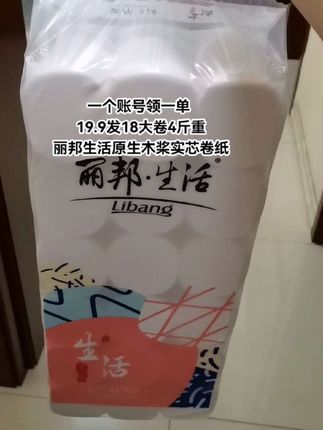 一个账号领一单
19.9发18大卷4斤重
丽邦生活原生木浆实芯卷纸
丽邦·生活®
Libang
生活